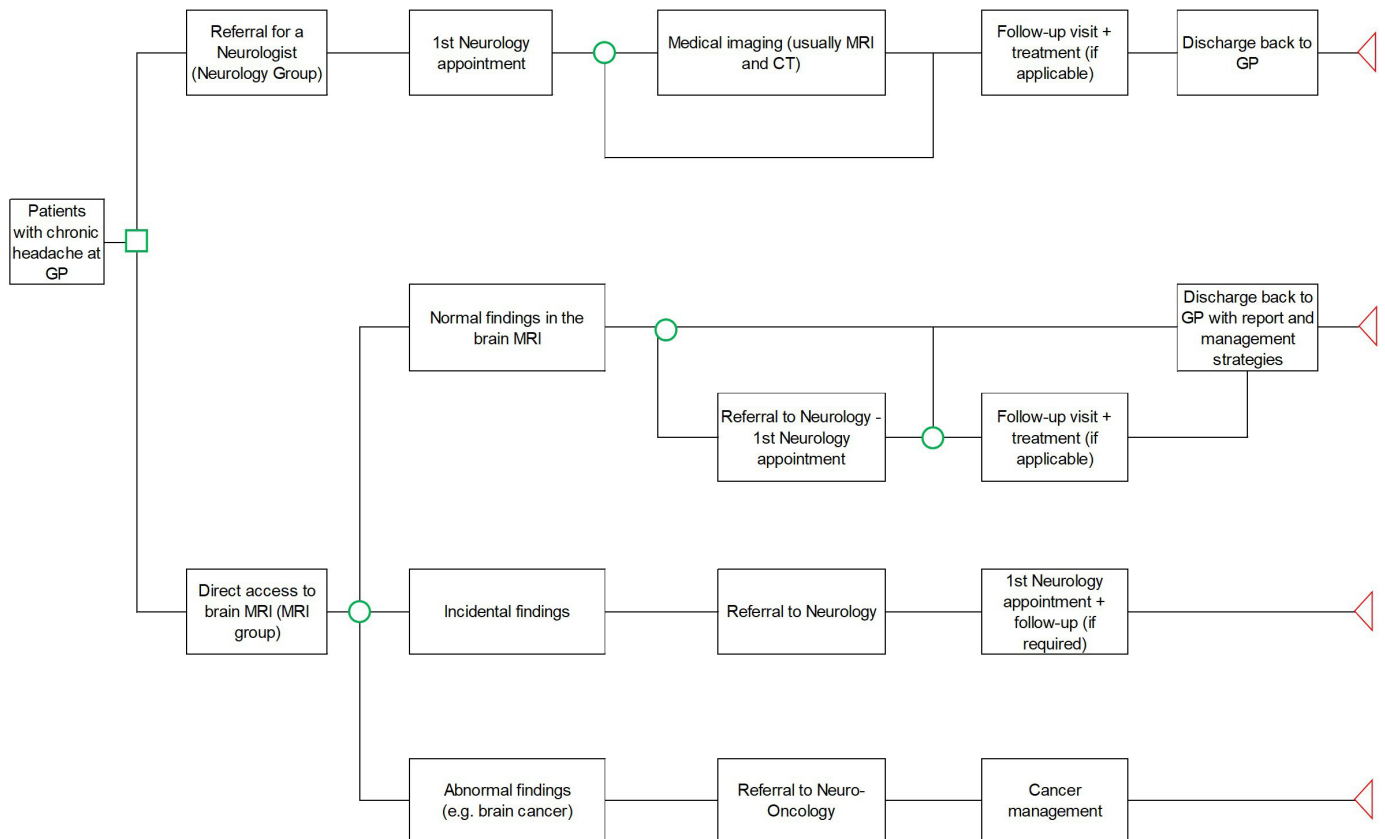 Referral for a
Neurologist
(Neurology Group)
1st Neurology
appointment
Medical imaging (usually MRI
and CT)
Follow-up visit +
treatment (if
applicable)
Discharge back to
GP
Patients
with chronic
headache at
GP
Normal findings in the
brain MRI
Discharge back to
GP with report and
management
strategies
Referral to Neurology -
1st Neurology
appointment
Follow-up visit +
treatment (if
applicable)
Direct access to
brain MRI (MRI
group)
Incidental findings
Referral to Neurology
1st Neurology
appointment +
follow-up (if
required)
Abnormal findings
(e.g. brain cancer)
Referral to Neuro-
Oncology
Cancer
management